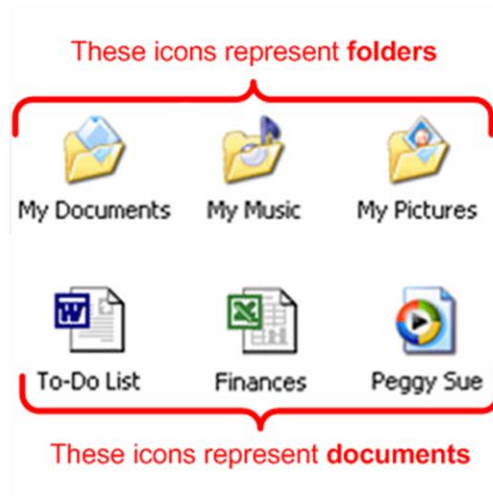 These icons represent folders
My Documents My Music My Pictures
W X
To-Do List Finances Peggy Sue
These icons represent documents